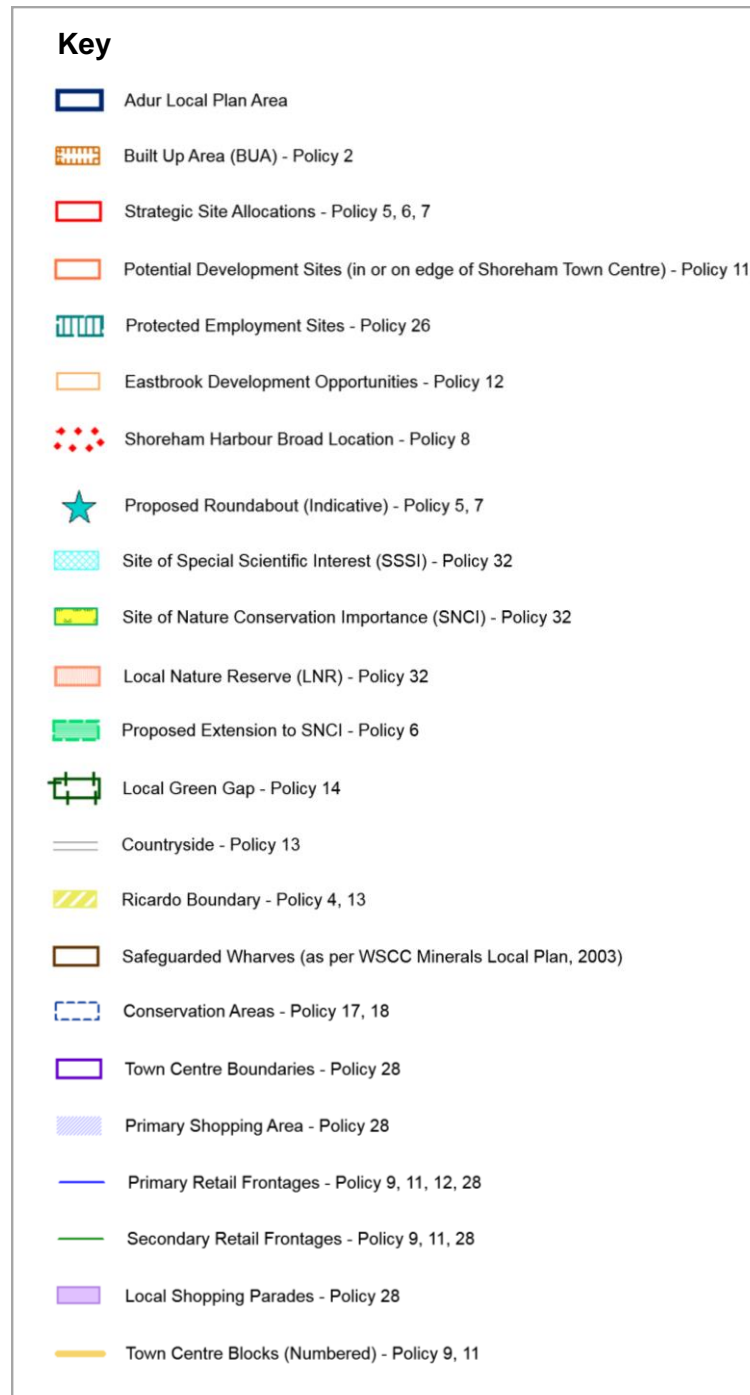 Key
Adur Local Plan Area
Built Up Area (BUA) - Policy 2
Strategic Site Allocations - Policy 5, 6, 7
Potential Development Sites (in or on edge of Shoreham Town Centre) - Policy 11
Protected Employment Sites - Policy 26
Eastbrook Development Opportunities - Policy 12
Shoreham Harbour Broad Location - Policy 8
Proposed Roundabout (Indicative) - Policy 5, 7
Site of Special Scientific Interest (SSSI) - Policy 32
Site of Nature Conservation Importance (SNCI) - Policy 32
Local Nature Reserve (LNR) - Policy 32
Proposed Extension to SNCI - Policy 6
Local Green Gap - Policy 14
Countryside - Policy 13
Ricardo Boundary - Policy 4, 13
Safeguarded Wharves (as per WSCC Minerals Local Plan, 2003)
Conservation Areas - Policy 17, 18
Town Centre Boundaries - Policy 28
Primary Shopping Area - Policy 28
Primary Retail Frontages - Policy 9, 11, 12, 28
Secondary Retail Frontages - Policy 9, 11, 28
Local Shopping Parades - Policy 28
Town Centre Blocks (Numbered) - Policy 9, 11